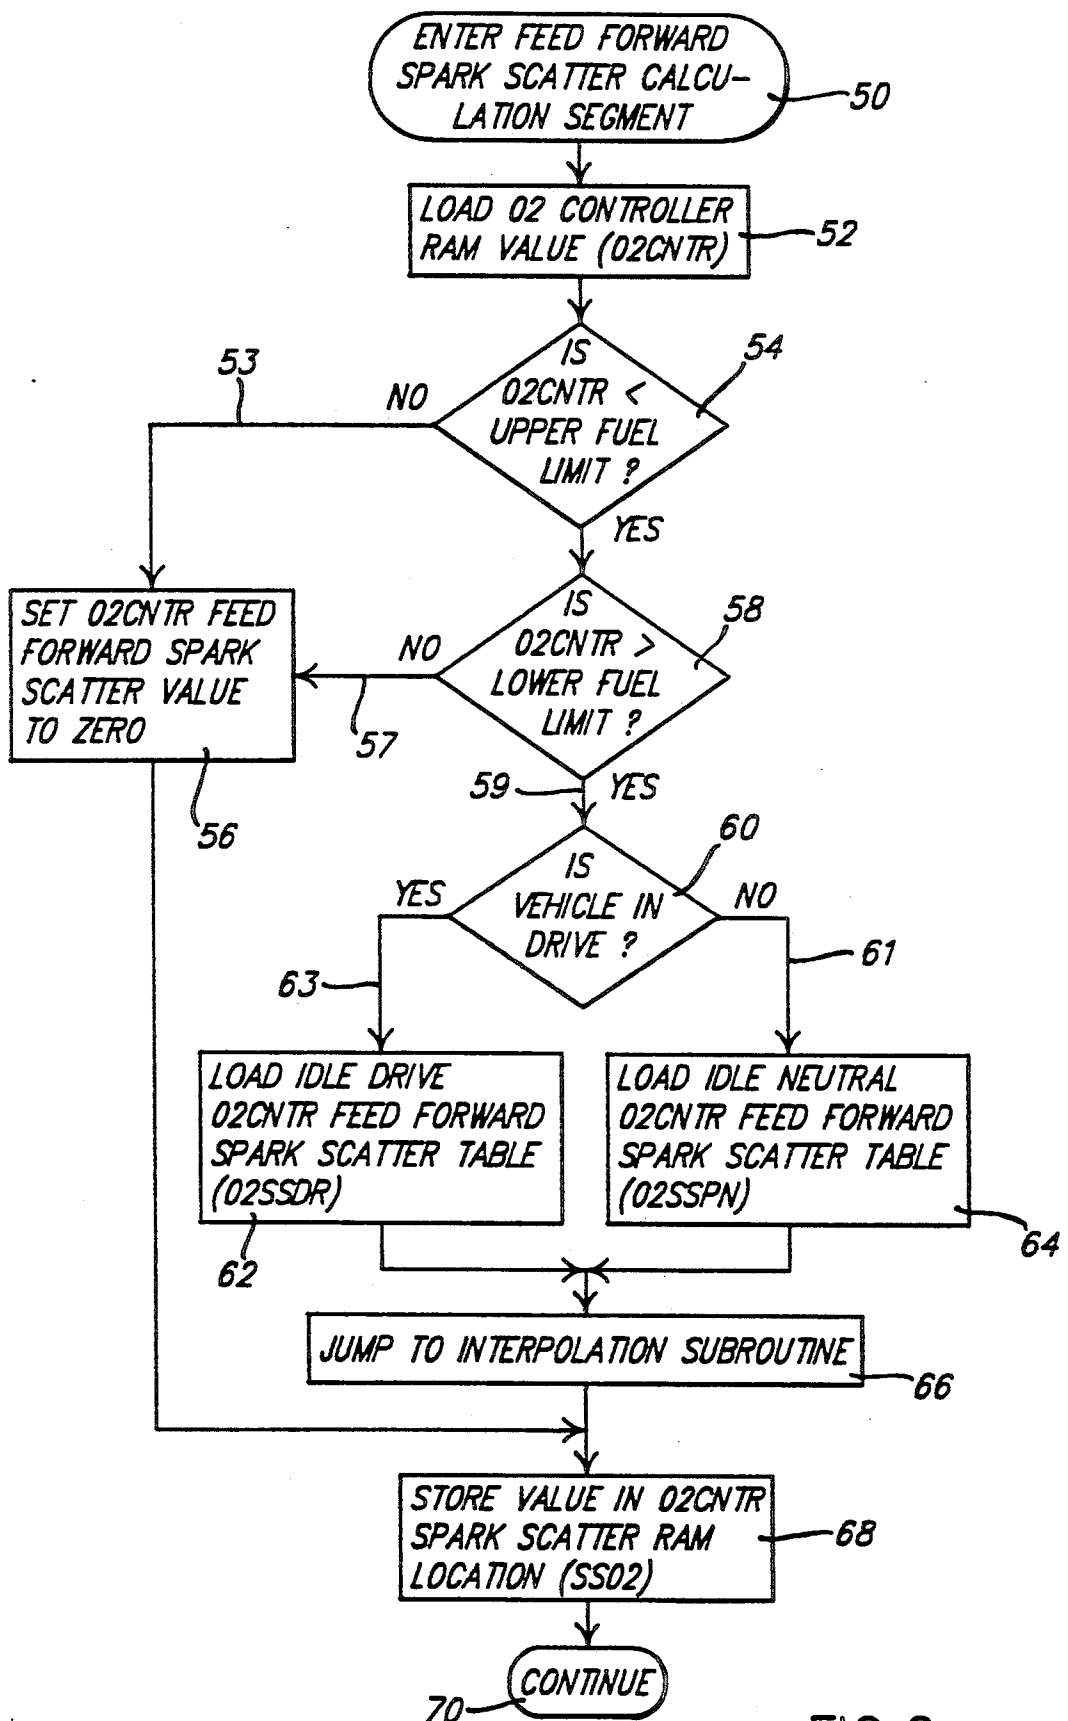 ENTER FEED FORWARD
SPARK SCATTER CALCU-
LATION SEGMENT
50
LOAD 02 CONTROLLER
RAM VALUE (02CNTR)
52
IS
02CNTR <
UPPER FUEL
LIMIT ?
54
53
NO
YES
IS
02CNTR >
LOWER FUEL
LIMIT ?
58
NO
57
SET 02CNTR FEED
FORWARD SPARK
SCATTER VALUE
TO ZERO
56
59
YES
IS
VEHICLE IN
DRIVE ?
60
YES
NO
63
61
LOAD IDLE DRIVE
02CNTR FEED FORWARD
SPARK SCATTER TABLE
(02SSDR)
62
LOAD IDLE NEUTRAL
02CNTR FEED FORWARD
SPARK SCATTER TABLE
(02SSPN)
64
JUMP TO INTERPOLATION SUBROUTINE
66
STORE VALUE IN 02CNTR
SPARK SCATTER RAM
LOCATION (SS02)
68
CONTINUE
70